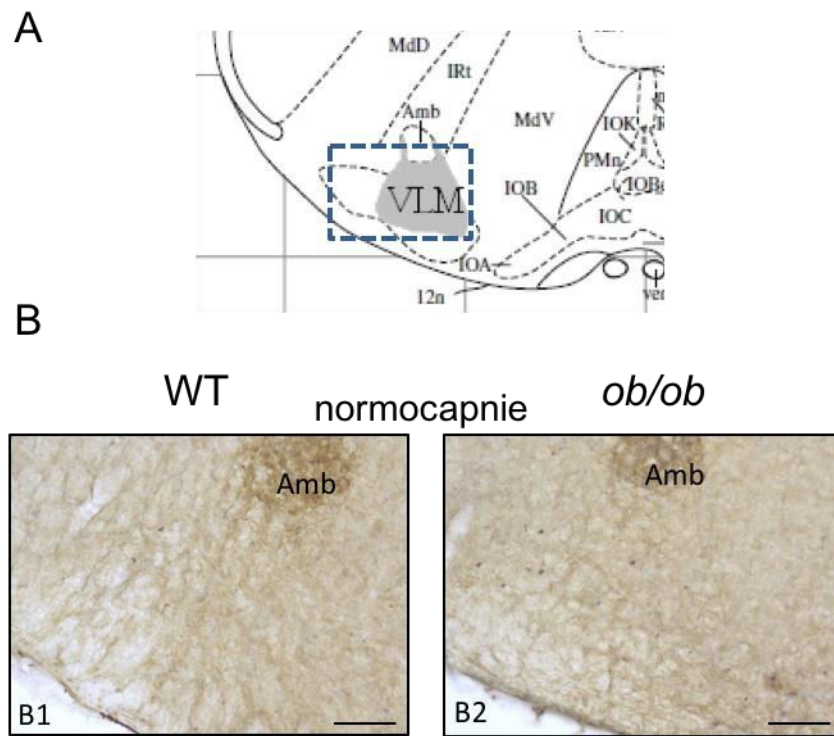 A
MdD
IRt
Amb
MdV
IOK
PMn
VLM
IOB
IOC
IOA
12n
ver
B
WT
ob/ob
normocapnie
Amb
Amb
B1
B2